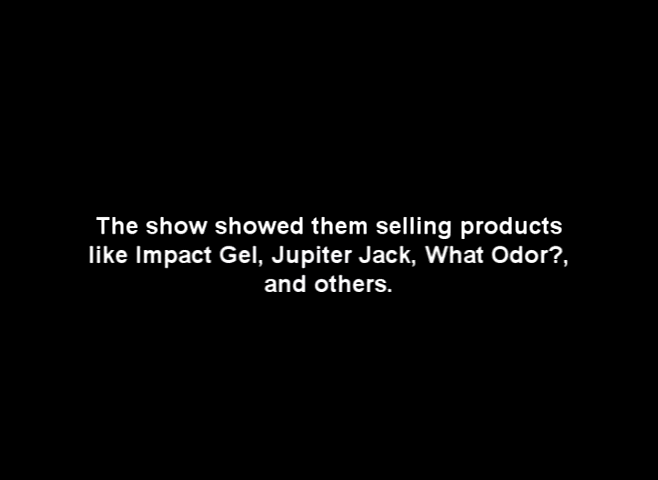 The show showed them selling products
like Impact Gel, Jupiter Jack, What Odor?,
and others.